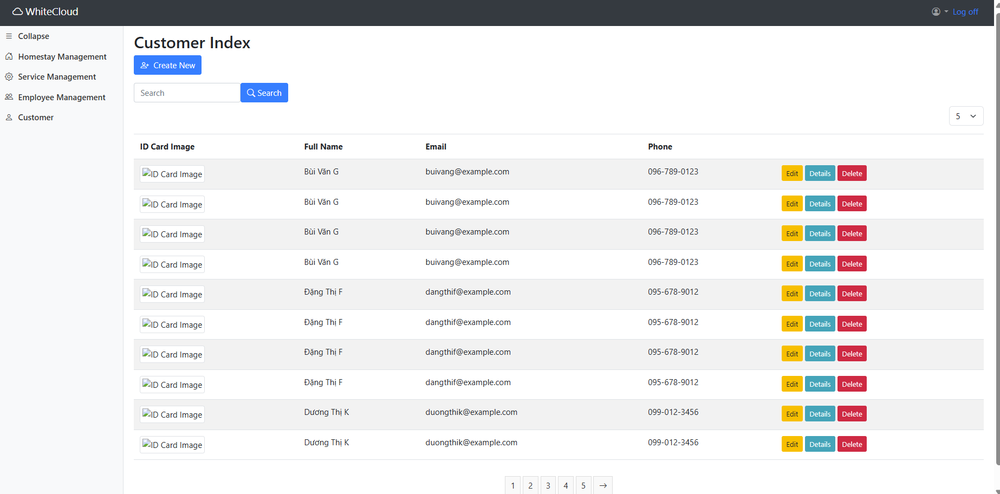 WhiteCloud
Log off
Collapse
Homestay Management
Service Management
Employee Management
Customer
Customer Index
Create New
Search Search
5
ID Card Image Full Name Email Phone
ID Card Image Bùi Văn G buivang@example.com 096-789-0123 Edit Details Delete
ID Card Image Bùi Văn G buivang@example.com 096-789-0123 Edit Details Delete
ID Card Image Bùi Văn G buivang@example.com 096-789-0123 Edit Details Delete
ID Card Image Bùi Văn G buivang@example.com 096-789-0123 Edit Details Delete
ID Card Image Đặng Thị F dangthif@example.com 095-678-9012 Edit Details Delete
ID Card Image Đặng Thị F dangthif@example.com 095-678-9012 Edit Details Delete
ID Card Image Đặng Thị F dangthif@example.com 095-678-9012 Edit Details Delete
ID Card Image Đặng Thị F dangthif@example.com 095-678-9012 Edit Details Delete
ID Card Image Dương Thị K duongthik@example.com 099-012-3456 Edit Details Delete
ID Card Image Dương Thị K duongthik@example.com 099-012-3456 Edit Details Delete
1 2 3 4 5 →